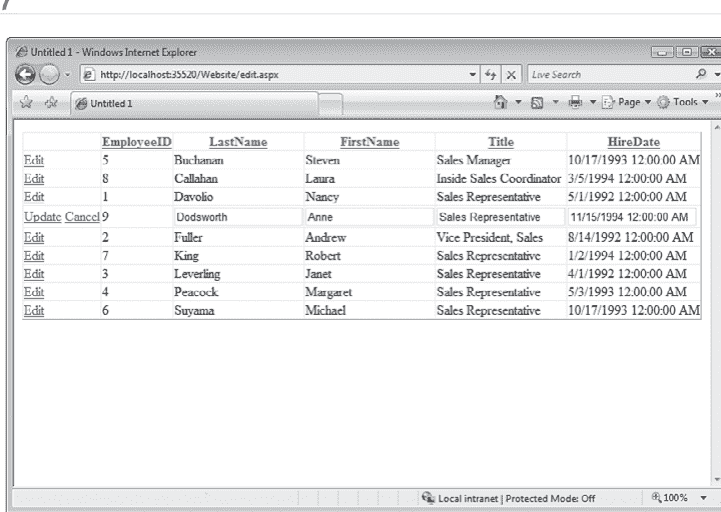 Untitled 1 - Windows Internet Explorer
http://localhost:35520/Website/edit.aspx Live Search
Untitled 1 Page Tools
EmployeeID LastName FirstName Title HireDate
Edit 5 Buchanan Steven Sales Manager 10/17/1993 12:00:00 AM
Edit 8 Callahan Laura Inside Sales Coordinator 3/5/1994 12:00:00 AM
Edit 1 Davolio Nancy Sales Representative 5/1/1992 12:00:00 AM
Update Cancel 9 Dodsworth Anne Sales Representative 11/15/1994 12:00:00 AM
Edit 2 Fuller Andrew Vice President, Sales 8/14/1992 12:00:00 AM
Edit 7 King Robert Sales Representative 1/2/1994 12:00:00 AM
Edit 3 Leverling Janet Sales Representative 4/1/1992 12:00:00 AM
Edit 4 Peacock Margaret Sales Representative 5/3/1993 12:00:00 AM
Edit 6 Suyama Michael Sales Representative 10/17/1993 12:00:00 AM
Local intranet | Protected Mode: Off 100%